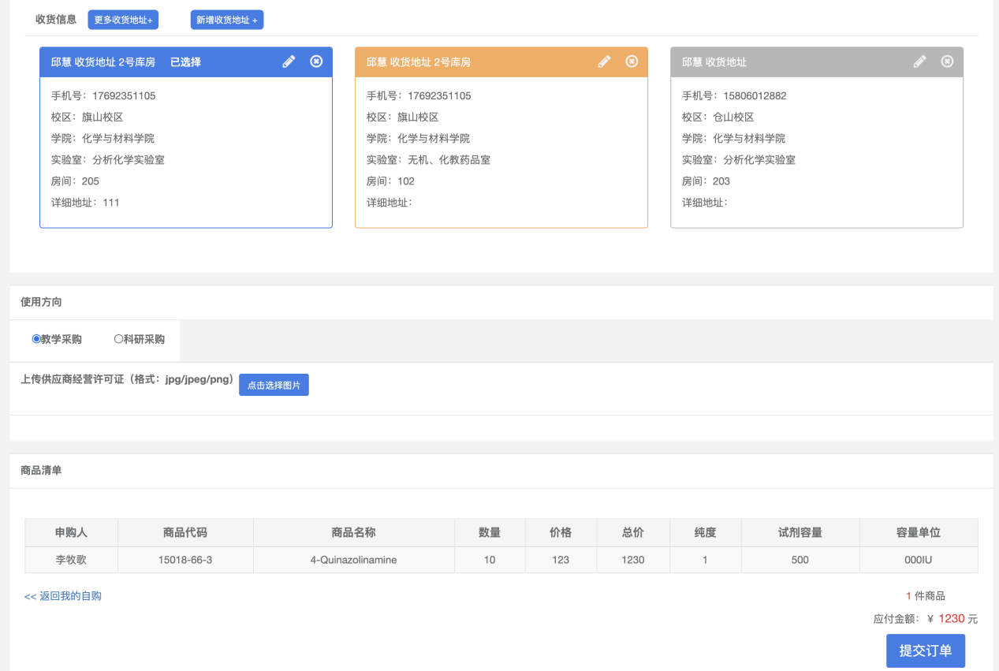 收货信息 更多收货地址+ 新增收货地址 +
邱慧 收货地址 2号库房 已选择
手机号：17692351105
校区：旗山校区
学院：化学与材料学院
实验室：分析化学实验室
房间：205
详细地址：111
邱慧 收货地址 2号库房
手机号：17692351105
校区：旗山校区
学院：化学与材料学院
实验室：无机、化教药品室
房间：102
详细地址：
邱慧 收货地址
手机号：15806012882
校区：仓山校区
学院：化学与材料学院
实验室：分析化学实验室
房间：203
详细地址：
使用方向
教学采购 科研采购
上传供应商经营许可证（格式：jpg/jpeg/png） 点击选择图片
商品清单
申购人 商品代码 商品名称 数量 价格 总价 纯度 试剂容量 容量单位
李牧歌 15018-66-3 4-Quinazolinamine 10 123 1230 1 500 000IU
<< 返回我的自购 1 件商品
应付金额：￥ 1230 元
提交订单